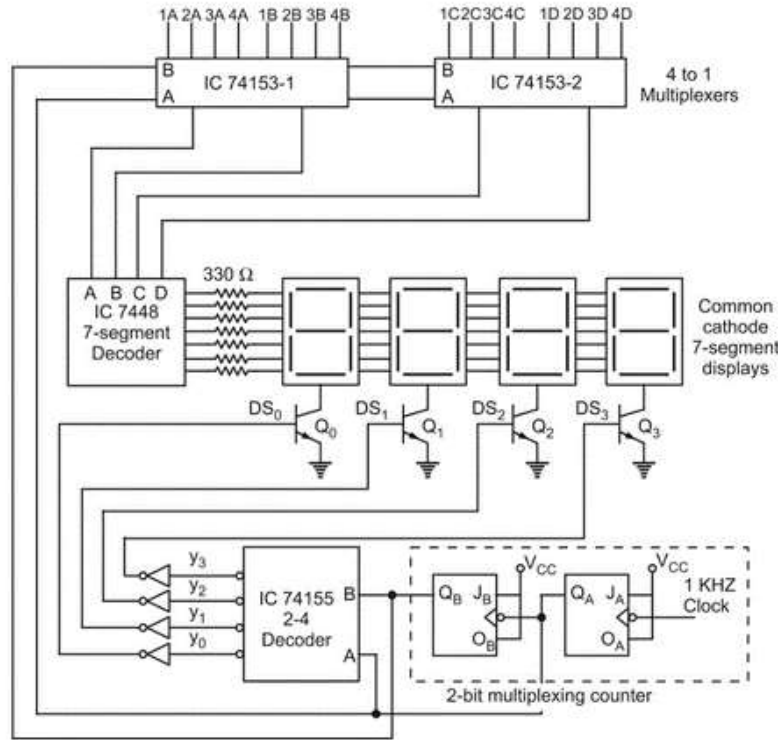 1A 2A 3A 4A 1B 2B 3B 4B 1C 2C 3C 4C 1D 2D 3D 4D
B IC 74153-1 B IC 74153-2 4 to 1
A A Multiplexers
330 Ω
A B C D
IC 7448
7-segment
Decoder
Common
cathode
7-segment
displays
DS0 Q0 DS1 Q1 DS2 Q2 DS3 Q3
y3
y2
y1
y0
IC 74155
2-4
Decoder
B
A
VCC VCC
QB JB QA JA 1 KHZ
Clock
OB OA
2-bit multiplexing counter